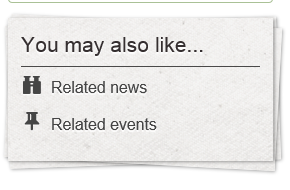 You may also like...
Related news
Related events